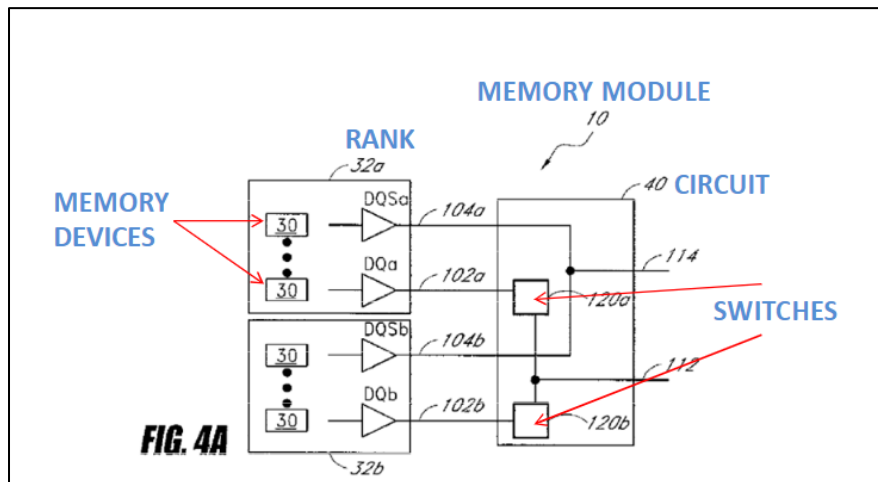 MEMORY MODULE
10
RANK
32a
40 CIRCUIT
MEMORY
DEVICES
DQSa
104a
30
114
DQa
102a
30
120a
SWITCHES
DQSb
104b
30
112
DQb
102b
30
120b
FIG. 4A
32b